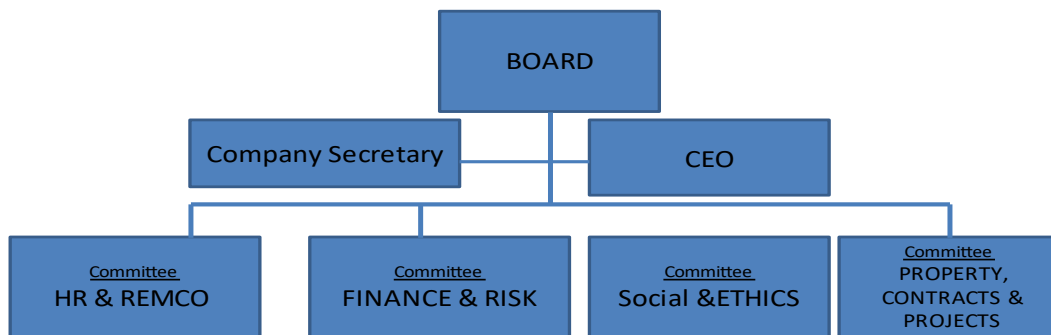 BOARD
Company Secretary
CEO
Committee
HR & REMCO
Committee
FINANCE & RISK
Committee
Social &ETHICS
Committee
PROPERTY,
CONTRACTS &
PROJECTS